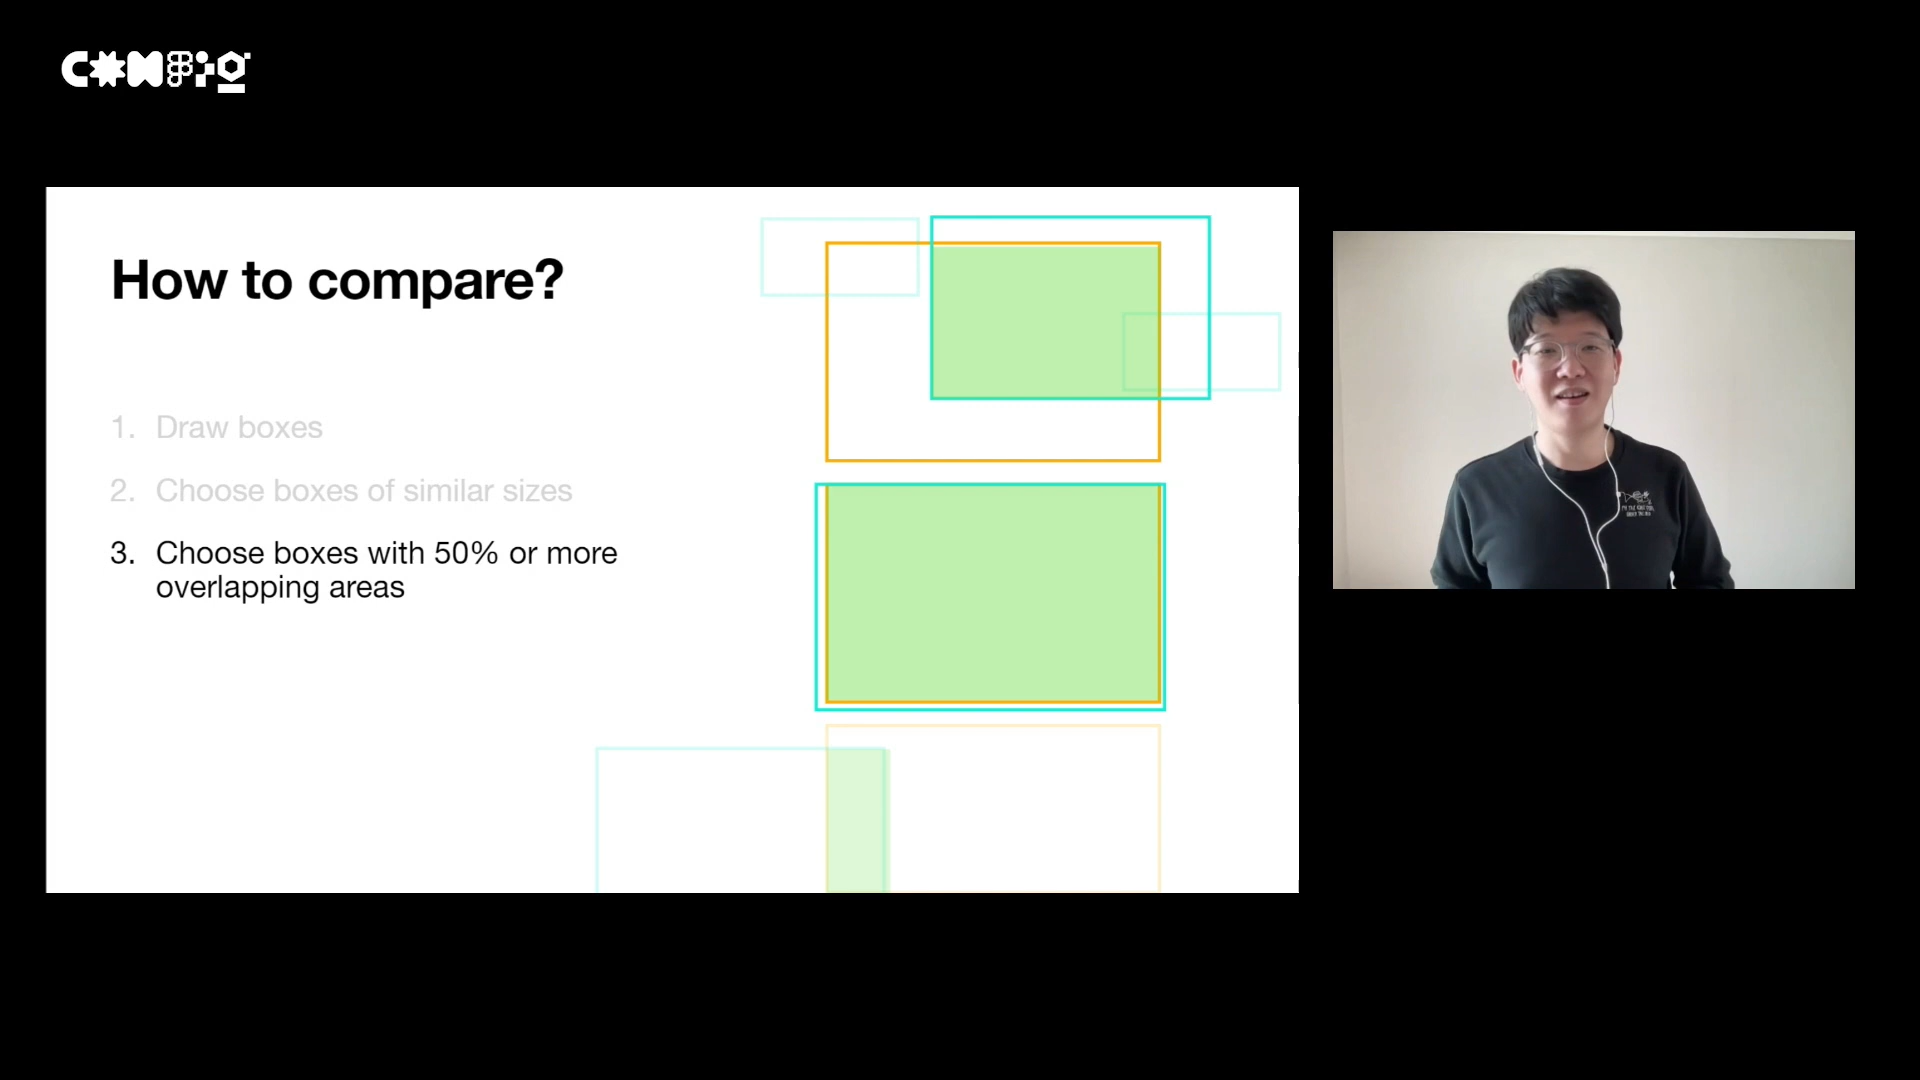 CONFIG
How to compare?
1. Draw boxes
2. Choose boxes of similar sizes
3. Choose boxes with 50% or more
overlapping areas